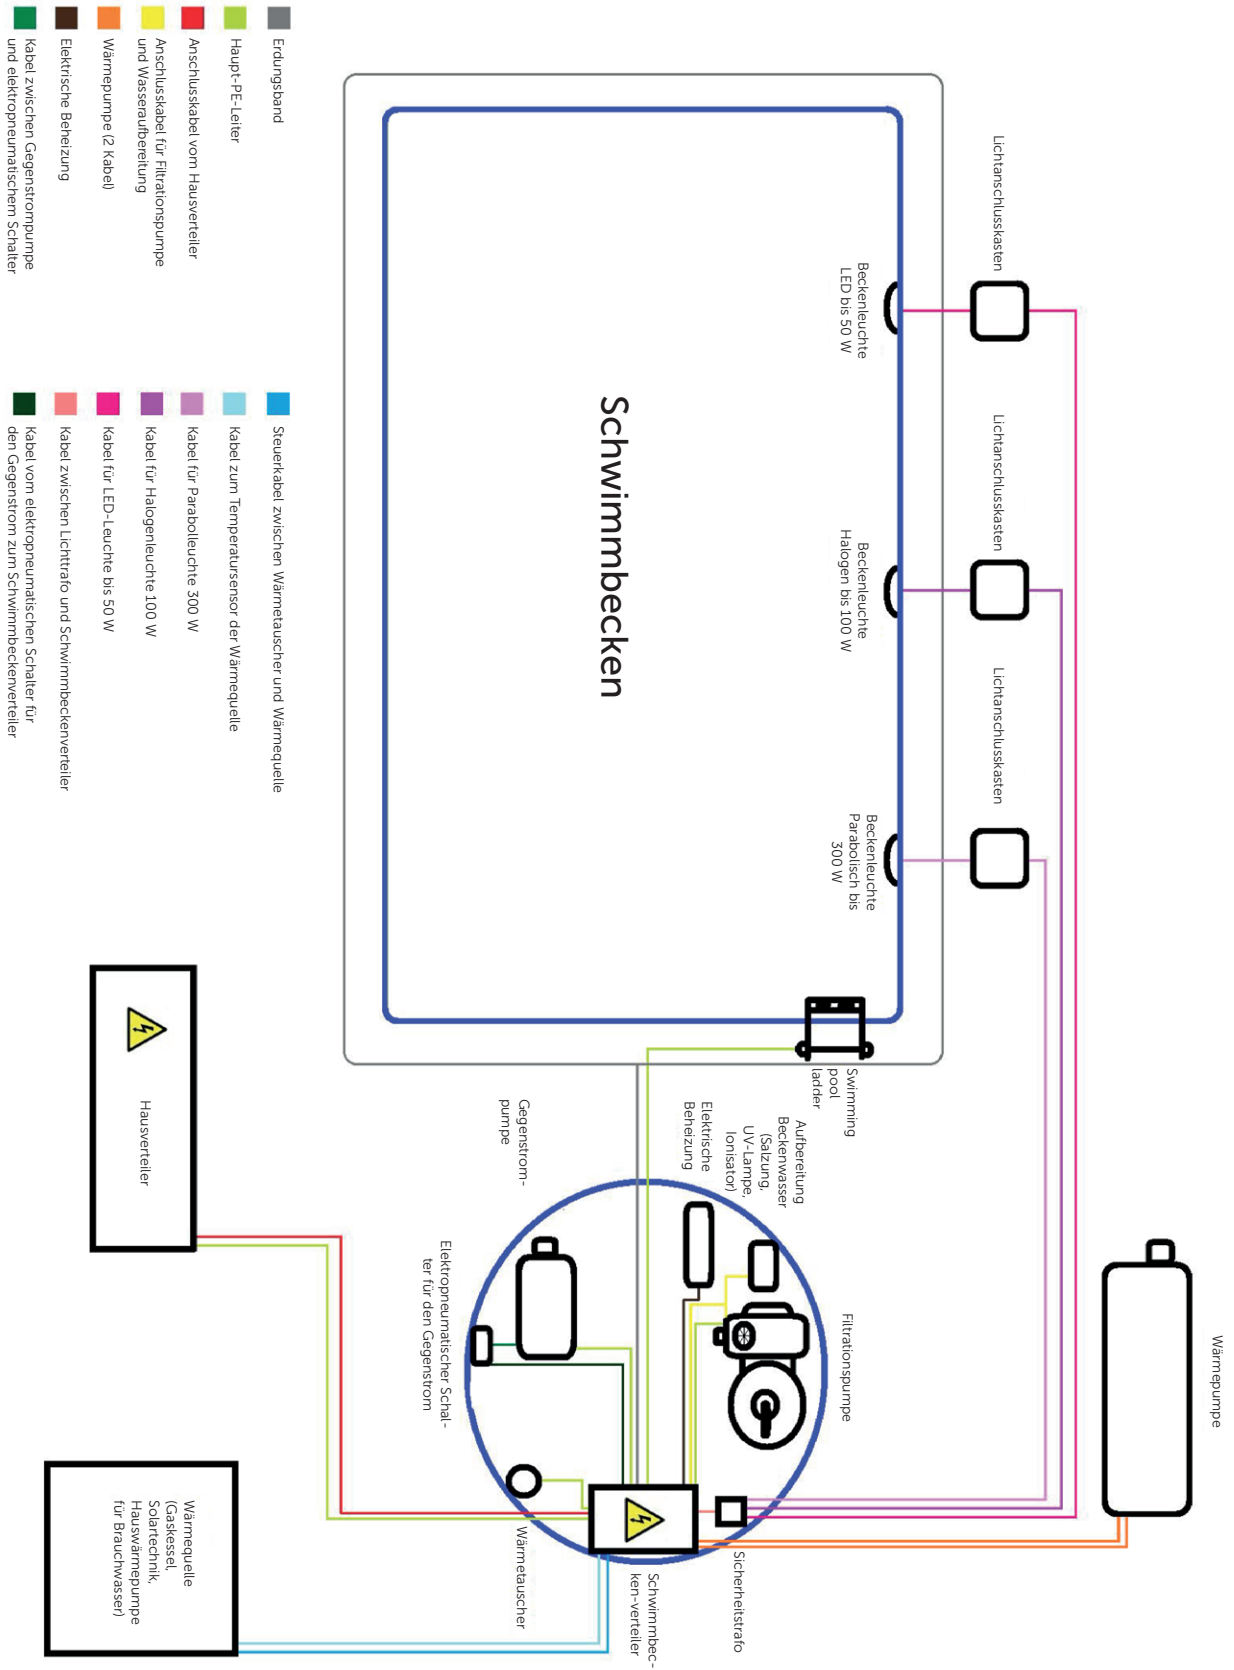 Lichtanschlusskasten
Lichtanschlusskasten
Lichtanschlusskasten
Wärmepumpe
Beckenleuchte
LED bis 50 W
Beckenleuchte
Halogen bis 100 W
Beckenleuchte
Parabolisch bis
300 W
Schwimmbecken
Swimming
pool
ladder
Aufbereitung
Beckenwasser
(Salzung,
UV-Lampe,
Ionisator)
Elektrische
Beheizung
Filtrationspumpe
Sicherheitstrafo
Schwimmbec-
ken-verteiler
Gegenstrom-
pumpe
Elektropneumatischer Schal-
ter für den Gegenstrom
Wärmetauscher
Hausverteiler
Wärmequelle
(Gaskessel,
Solartechnik,
Hauswärmepumpe
für Brauchwasser)
Erdungsband
Haupt-PE-Leiter
Anschlusskabel vom Hausverteiler
Anschlusskabel für Filtrationspumpe
und Wasseraufbereitung
Wärmepumpe (2 Kabel)
Elektrische Beheizung
Kabel zwischen Gegenstrompumpe
und elektropneumatischem Schalter
Steuerkabel zwischen Wärmetauscher und Wärmequelle
Kabel zum Temperatursensor der Wärmequelle
Kabel für Parabolleuchte 300 W
Kabel für Halogenleuchte 100 W
Kabel für LED-Leuchte bis 50 W
Kabel zwischen Lichttrafo und Schwimmbeckenverteiler
Kabel vom elektropneumatischen Schalter für
den Gegenstrom zum Schwimmbeckenverteiler